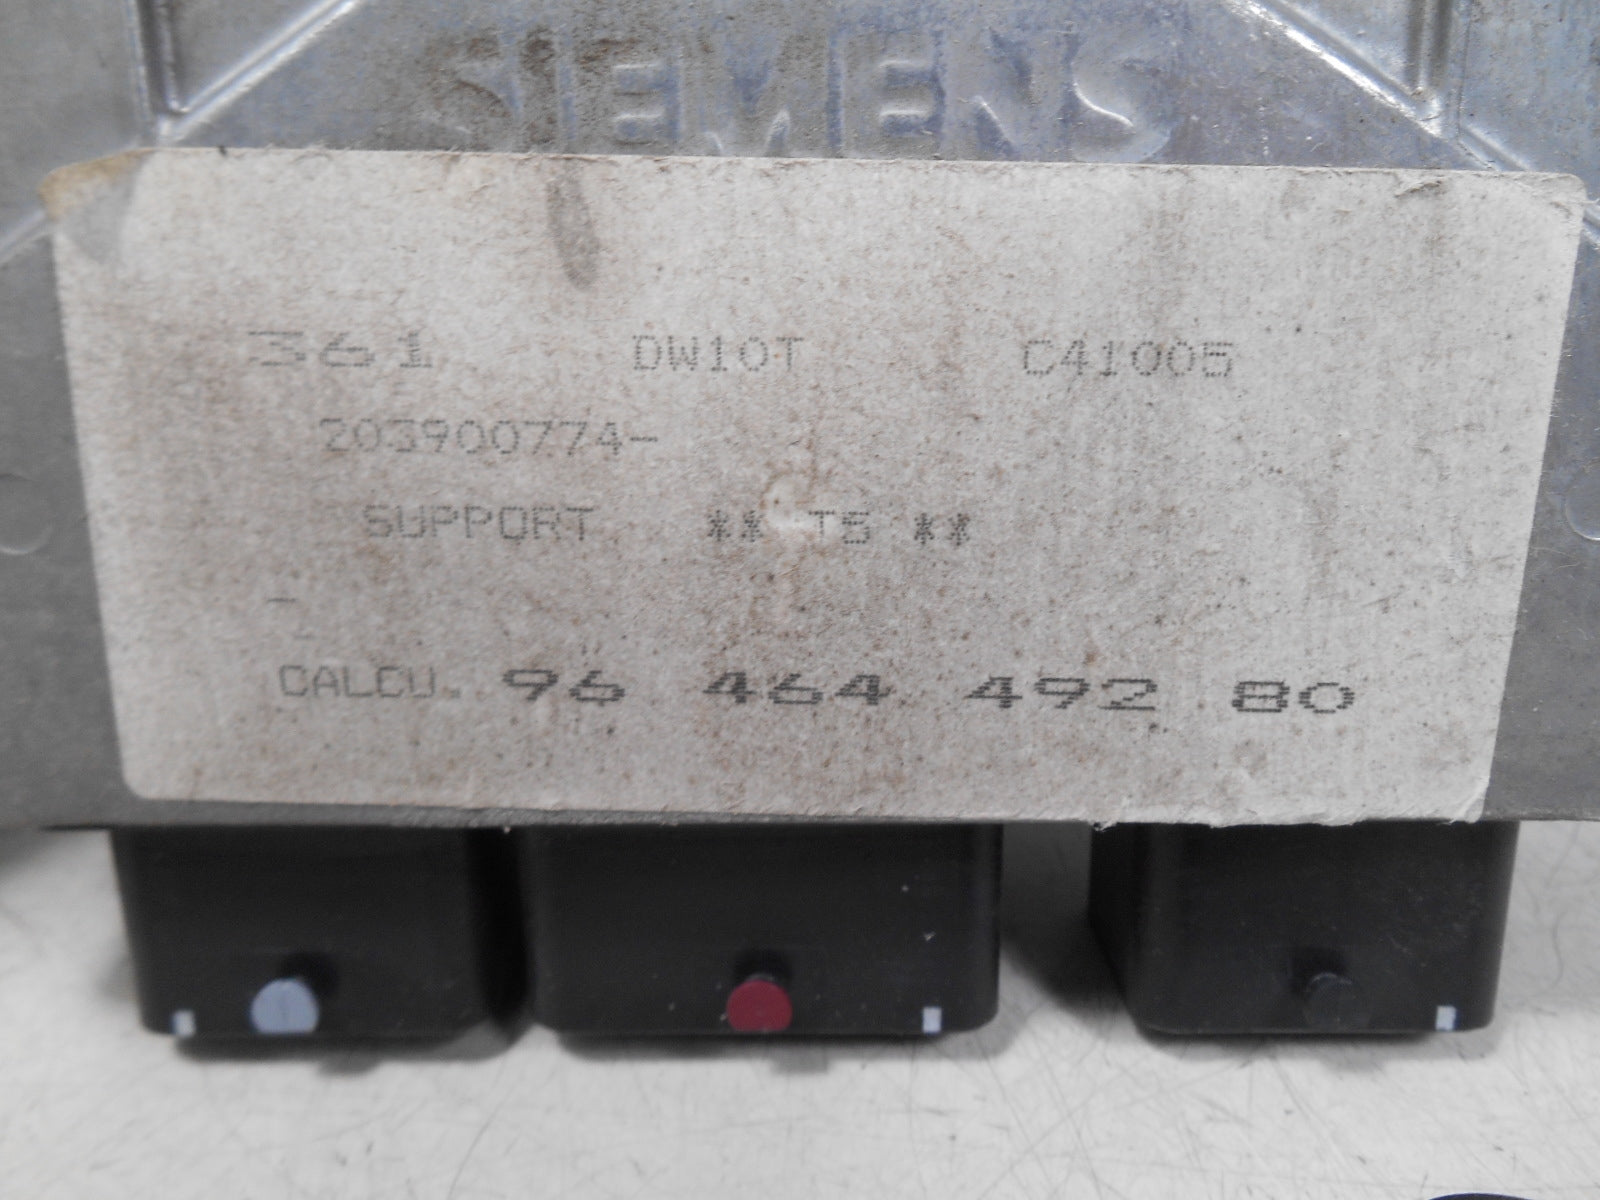 SIEMENS
361 DW10T C41005
203900774-
SUPPORT ** T5 **
-
CALCU. 96 464 492 80